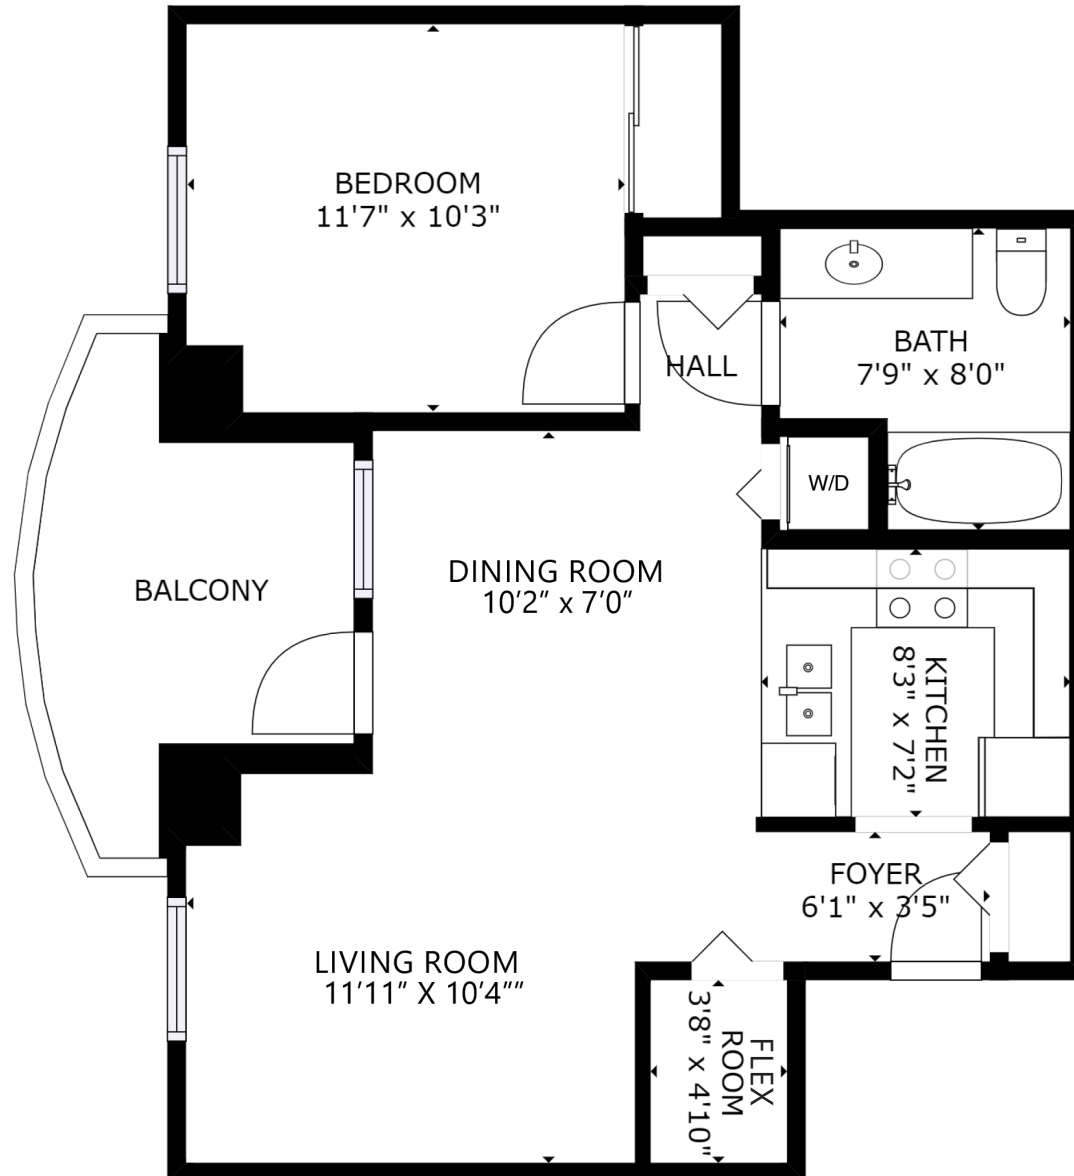 BEDROOM
11'7" x 10'3"
HALL
BATH
7'9" x 8'0"
W/D
BALCONY
DINING ROOM
10’2” x 7’0”
KITCHEN
8'3" x 7'2"
FOYER
6'1" x 3'5"
LIVING ROOM
11’11” X 10’4””
FLEX
ROOM
3'8" x 4'10"